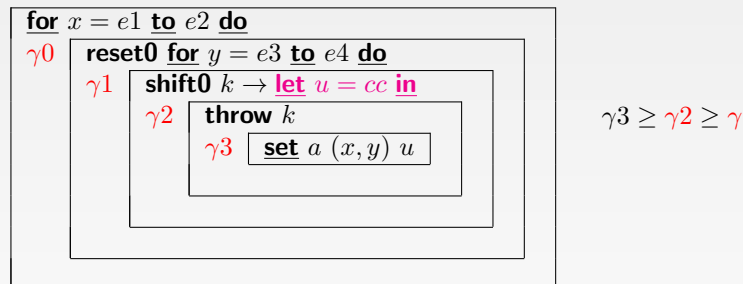 for x = e1 to e2 do
γ0 reset0 for y = e3 to e4 do
γ1 shift0 k → let u = cc in
γ2 throw k
γ3 set a (x, y) u
γ3 ≥ γ2 ≥ γ